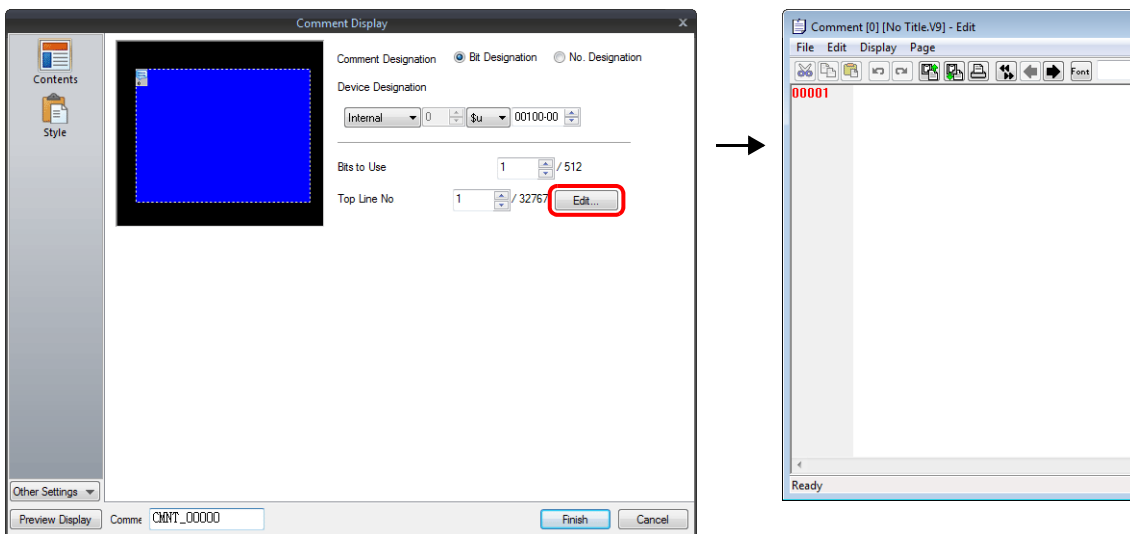 Comment Display x
Contents
Style
Comment Designation Bit Designation No. Designation
Device Designation
Internal 0 $u 00100-00
Bits to Use 1 / 512
Top Line No 1 / 32767 Edit...
Other Settings
Preview Display Comme CMNT_00000 Finish Cancel
Comment [0] [No Title.V9] - Edit
File Edit Display Page
Font
00001
Ready